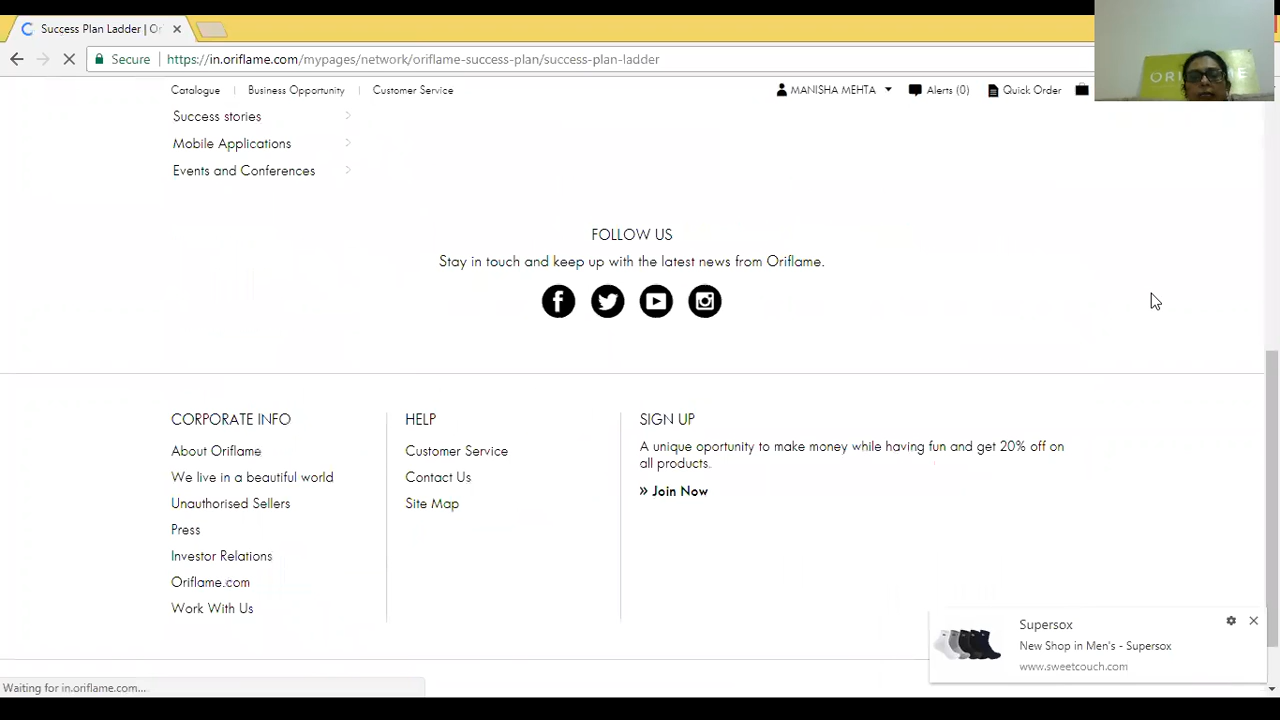 Success Plan Ladder | Or
Secure
https://in.oriflame.com/mypages/network/oriflame-success-plan/success-plan-ladder
Catalogue
Business Opportunity
Customer Service
MANISHA MEHTA
Alerts (0)
Quick Order
Success stories
Mobile Applications
Events and Conferences
FOLLOW US
Stay in touch and keep up with the latest news from Oriflame.
CORPORATE INFO
About Oriflame
We live in a beautiful world
Unauthorised Sellers
Press
Investor Relations
Oriflame.com
Work With Us
HELP
Customer Service
Contact Us
Site Map
SIGN UP
A unique oportunity to make money while having fun and get 20% off on
all products.
» Join Now
Supersox
New Shop in Men's - Supersox
www.sweetcouch.com
Waiting for in.oriflame.com...